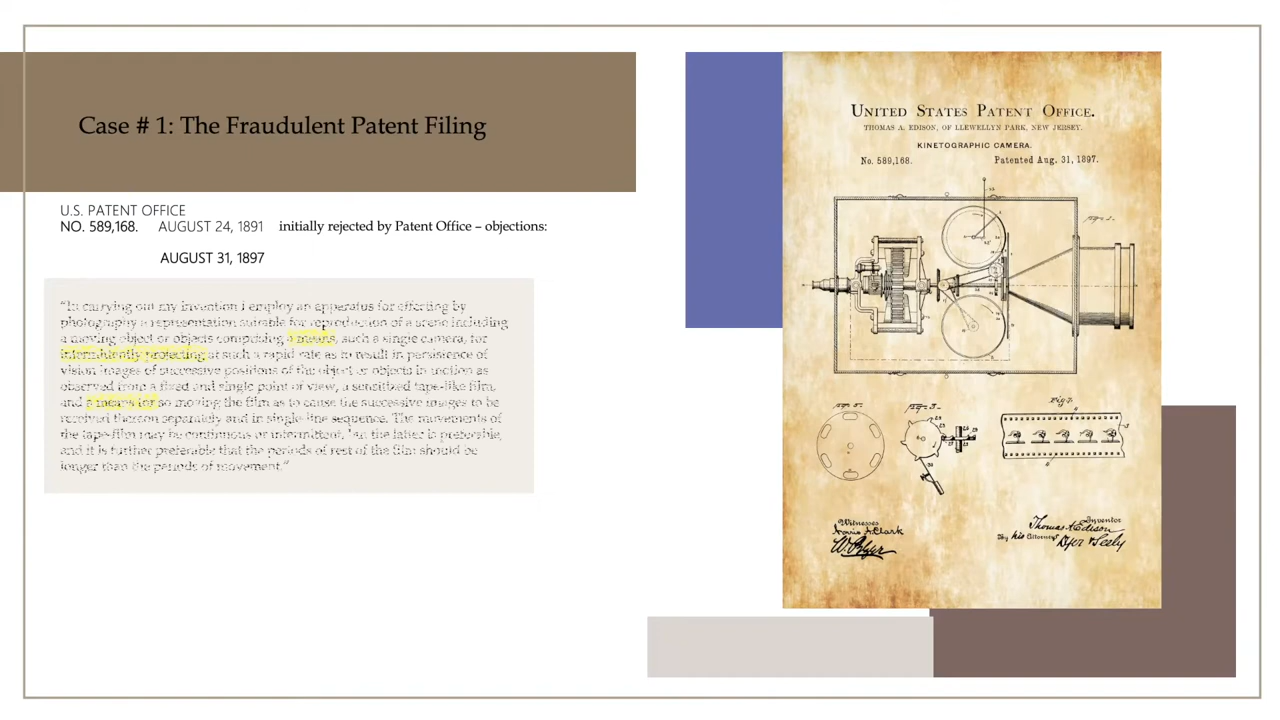 Case # 1: The Fraudulent Patent Filing
U.S. PATENT OFFICE
NO. 589,168. AUGUST 24, 1891 initially rejected by Patent Office – objections:
AUGUST 31, 1897
“In carrying out my invention I employ an apparatus for effecting by
photography a representation suitable for reproduction of a scene including
a moving object or objects comprising a means, such a single camera, for
intermittently projecting at such a rapid rate as to result in persistence of
vision images of successive positions of the object or objects in motion as
observed from a fixed and single point of view, a sensitized tape-like film,
and a means for so moving the film as to cause the successive images to be
received thereon separately and in single-line sequence. The movements of
the tape-film may be continuous or intermittent, but the latter is preferable,
and it is further preferable that the periods of rest of the film should be
longer than the periods of movement.”
UNITED STATES PATENT OFFICE.
THOMAS A. EDISON, OF LLEWELLYN PARK, NEW JERSEY.
KINETOGRAPHIC CAMERA.
No. 589,168. Patented Aug. 31, 1897.
Fig. 3.
Fig. 7.
Witnesses
Norris A. Clark
Inventor
Thomas A Edison
By his Attorneys Dyer & Seely